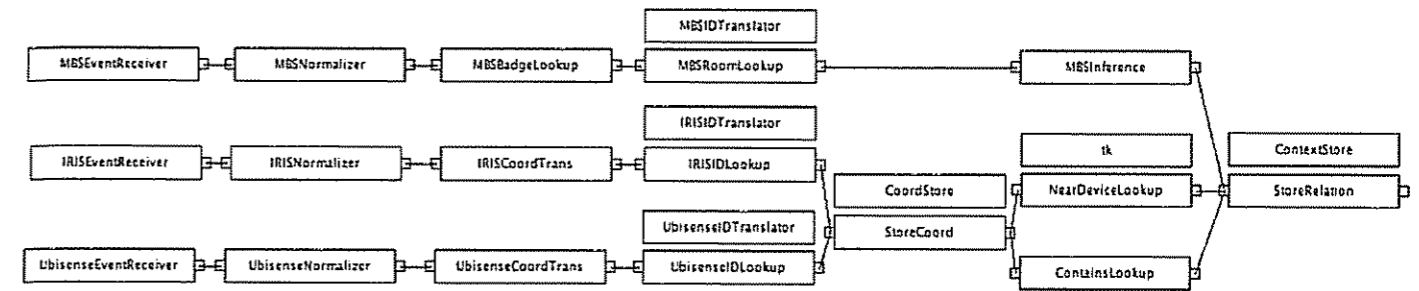 MBSIDTranslator
MBSEventReceiver
MBSNormalizer
MBSBadgeLookup
MBSRoomLookup
MBSInference
IRISIDTranslator
tk
ContextStore
IRISEventReceiver
IRISNormalizer
IRISCoordTrans
IRISIDLookup
CoordStore
NearDeviceLookup
StoreRelation
UbisenseIDTranslator
StoreCoord
UbisenseEventReceiver
UbisenseNormalizer
UbisenseCoordTrans
UbisenseIDLookup
ContainsLookup